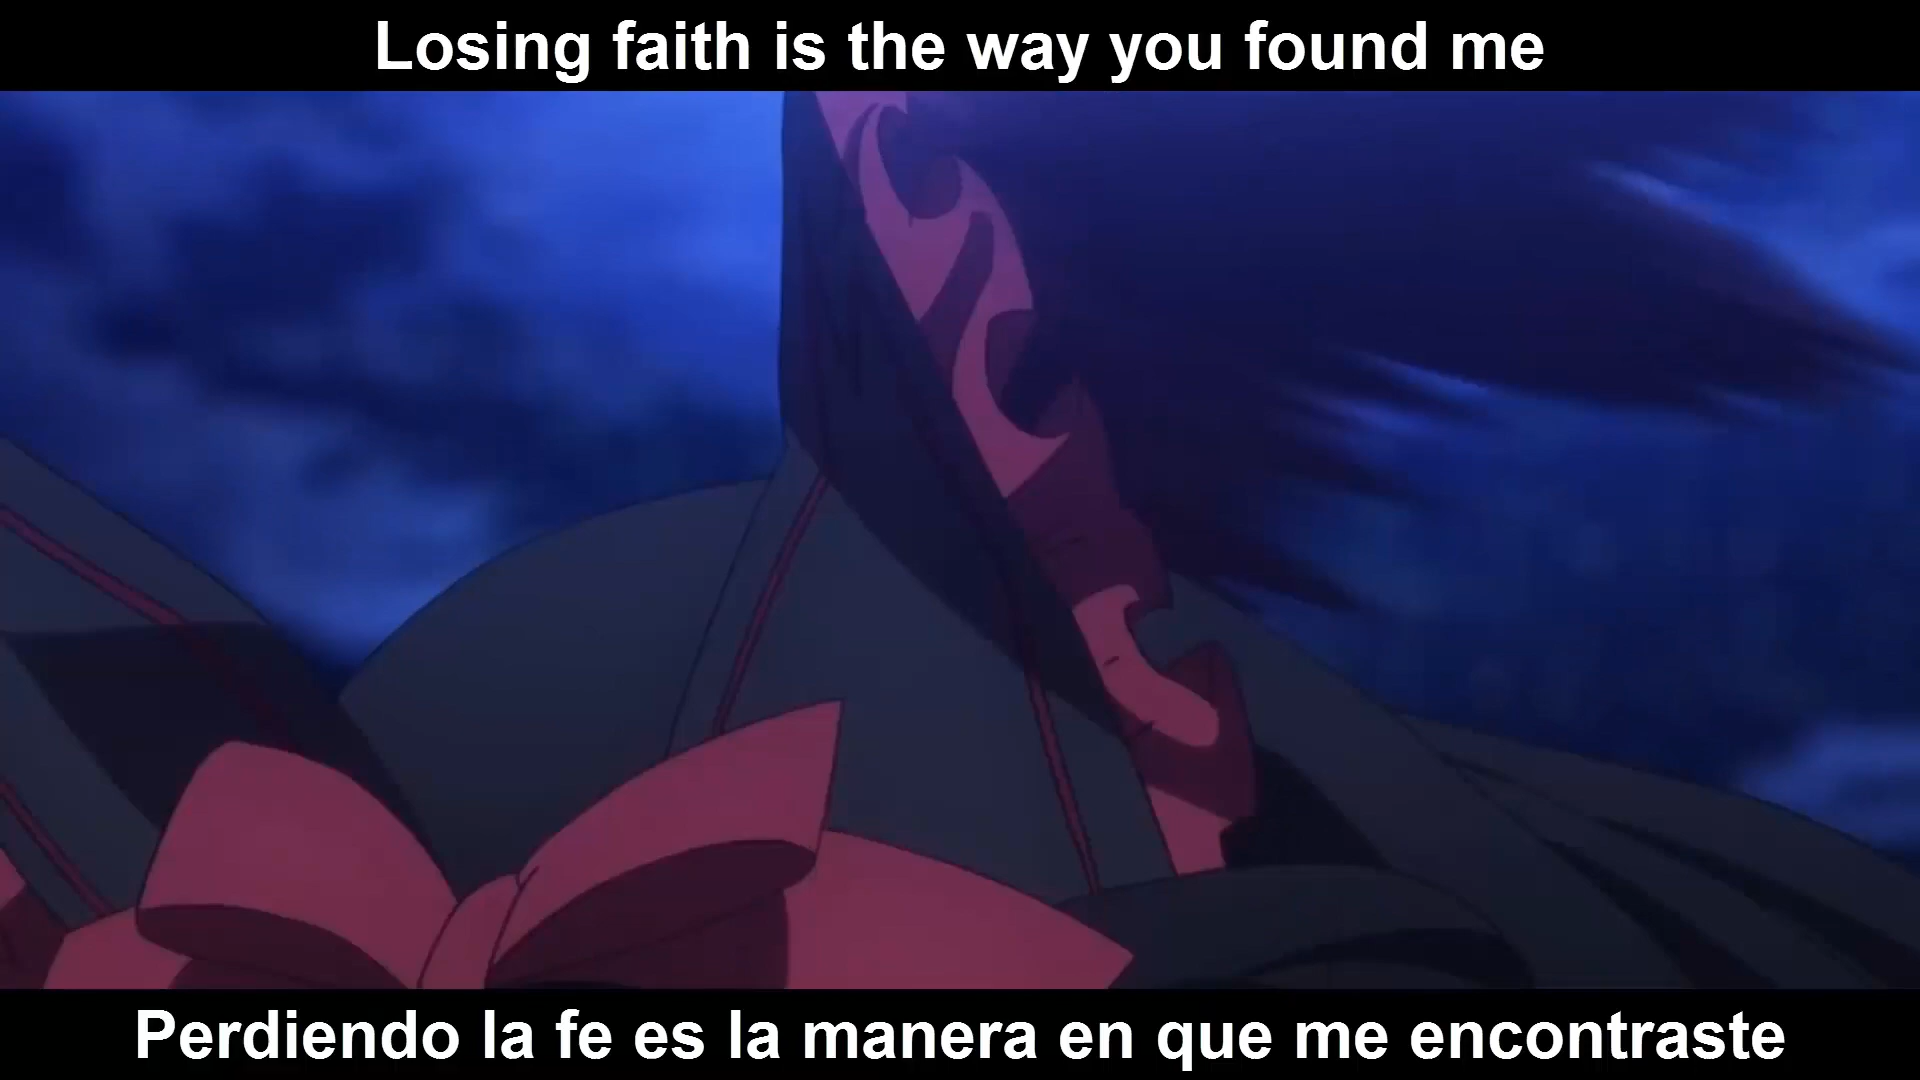 Losing faith is the way you found me
Perdiendo la fe es la manera en que me encontraste